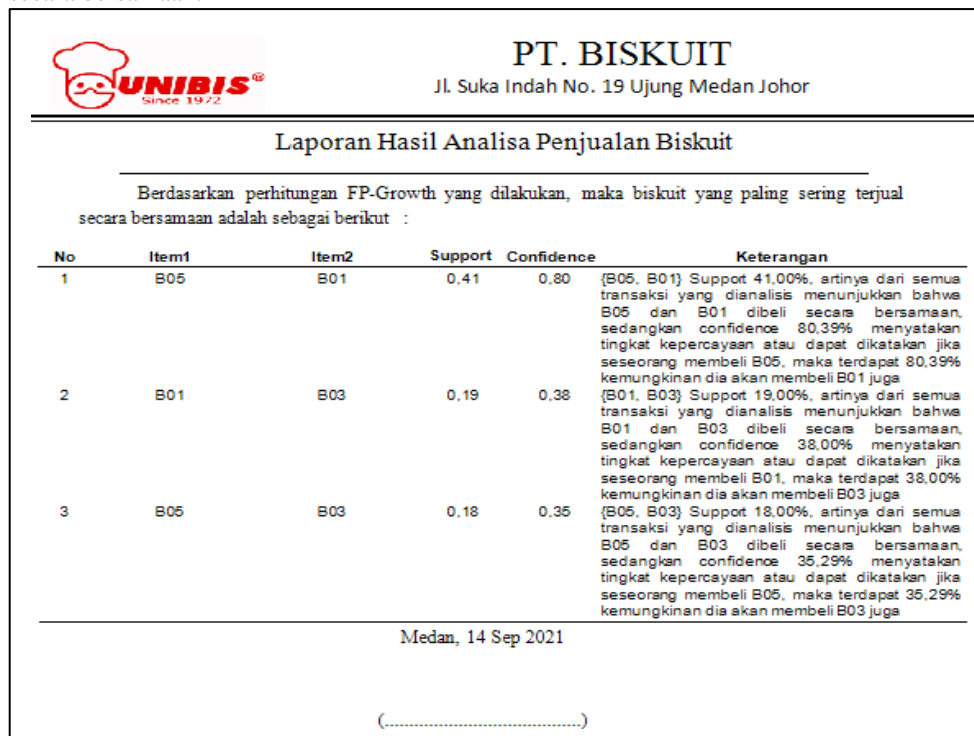 PT. BISKUIT
UNIBIS®
Since 1972
Jl. Suka Indah No. 19 Ujung Medan Johor
Laporan Hasil Analisa Penjualan Biskuit
Berdasarkan perhitungan FP-Growth yang dilakukan, maka biskuit yang paling sering terjual
secara bersamaan adalah sebagai berikut :
No Item1 Item2 Support Confidence Keterangan
1 B05 B01 0,41 0,80 {B05, B01} Support 41,00%, artinya dari semua
transaksi yang dianalisis menunjukkan bahwa
B05 dan B01 dibeli secara bersamaan,
sedangkan confidence 80,39% menyatakan
tingkat kepercayaan atau dapat dikatakan jika
seseorang membeli B05, maka terdapat 80,39%
kemungkinan dia akan membeli B01 juga
2 B01 B03 0,19 0,38 {B01, B03} Support 19,00%, artinya dari semua
transaksi yang dianalisis menunjukkan bahwa
B01 dan B03 dibeli secara bersamaan,
sedangkan confidence 38,00% menyatakan
tingkat kepercayaan atau dapat dikatakan jika
seseorang membeli B01, maka terdapat 38,00%
kemungkinan dia akan membeli B03 juga
3 B05 B03 0,18 0,35 {B05, B03} Support 18,00%, artinya dari semua
transaksi yang dianalisis menunjukkan bahwa
B05 dan B03 dibeli secara bersamaan,
sedangkan confidence 35,29% menyatakan
tingkat kepercayaan atau dapat dikatakan jika
seseorang membeli B05, maka terdapat 35,29%
kemungkinan dia akan membeli B03 juga
Medan, 14 Sep 2021
(.......................................)